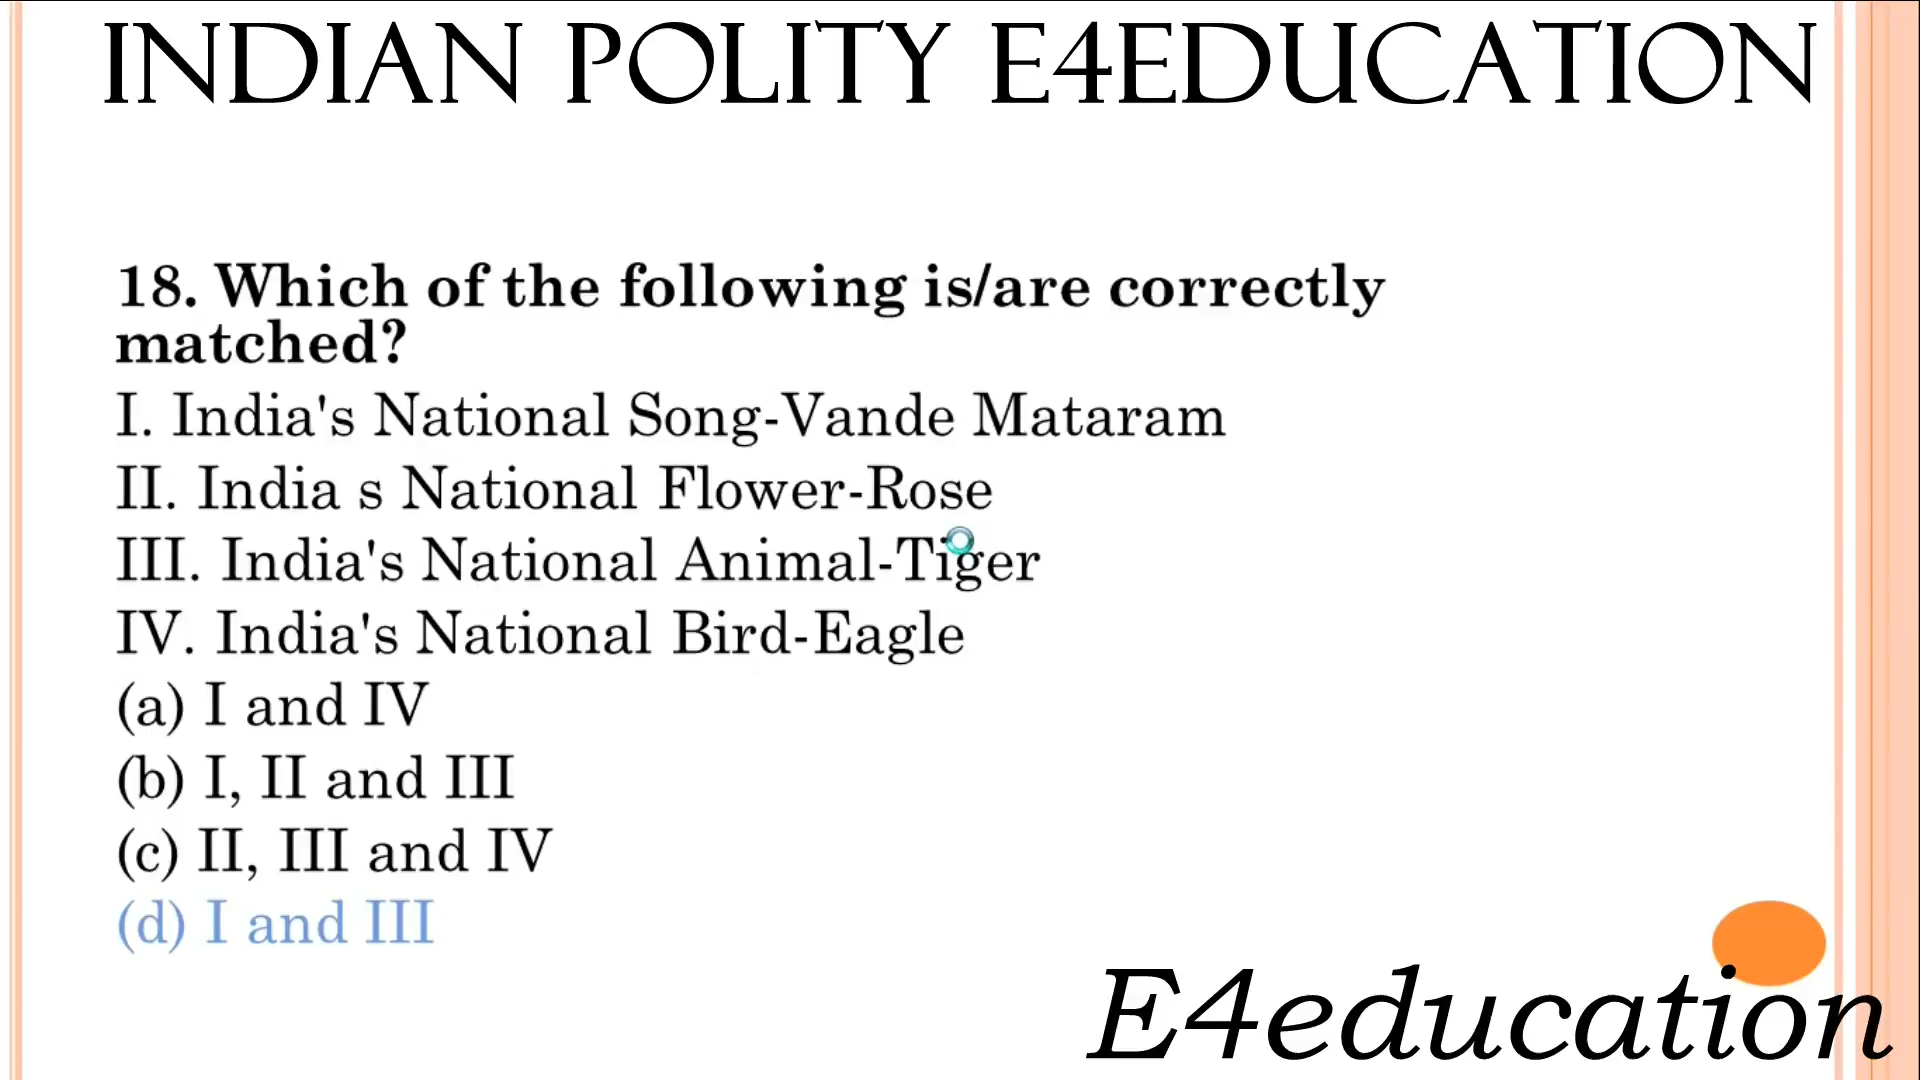 INDIAN POLITY E4EDUCATION
18. Which of the following is/are correctly
matched?
I. India's National Song-Vande Mataram
II. India s National Flower-Rose
III. India's National Animal-Tiger
IV. India's National Bird-Eagle
(a) I and IV
(b) I, II and III
(c) II, III and IV
(d) I and III
E4education